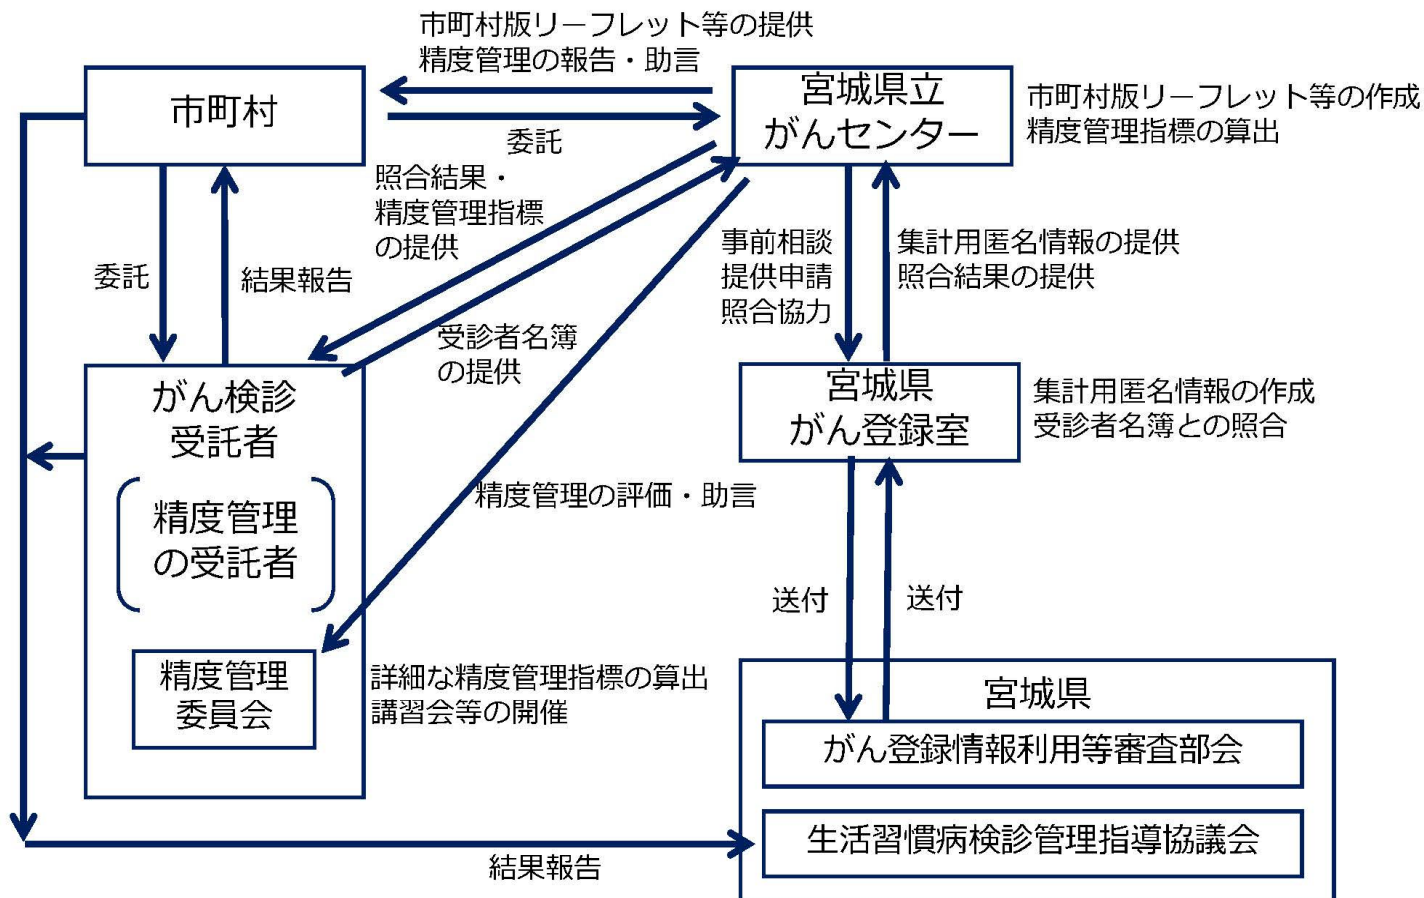 市町村版リーフレット等の提供
精度管理の報告・助言
市町村
委託
宮城県立
がんセンター
市町村版リーフレット等の作成
精度管理指標の算出
照合結果・
精度管理指標
の提供
委託
結果報告
受診者名簿
の提供
事前相談
提供申請
照合協力
集計用匿名情報の提供
照合結果の提供
がん検診
受託者
精度管理
の受託者
宮城県
がん登録室
集計用匿名情報の作成
受診者名簿との照合
精度管理の評価・助言
送付
送付
精度管理
委員会
詳細な精度管理指標の算出
講習会等の開催
宮城県
がん登録情報利用等審査部会
生活習慣病検診管理指導協議会
結果報告